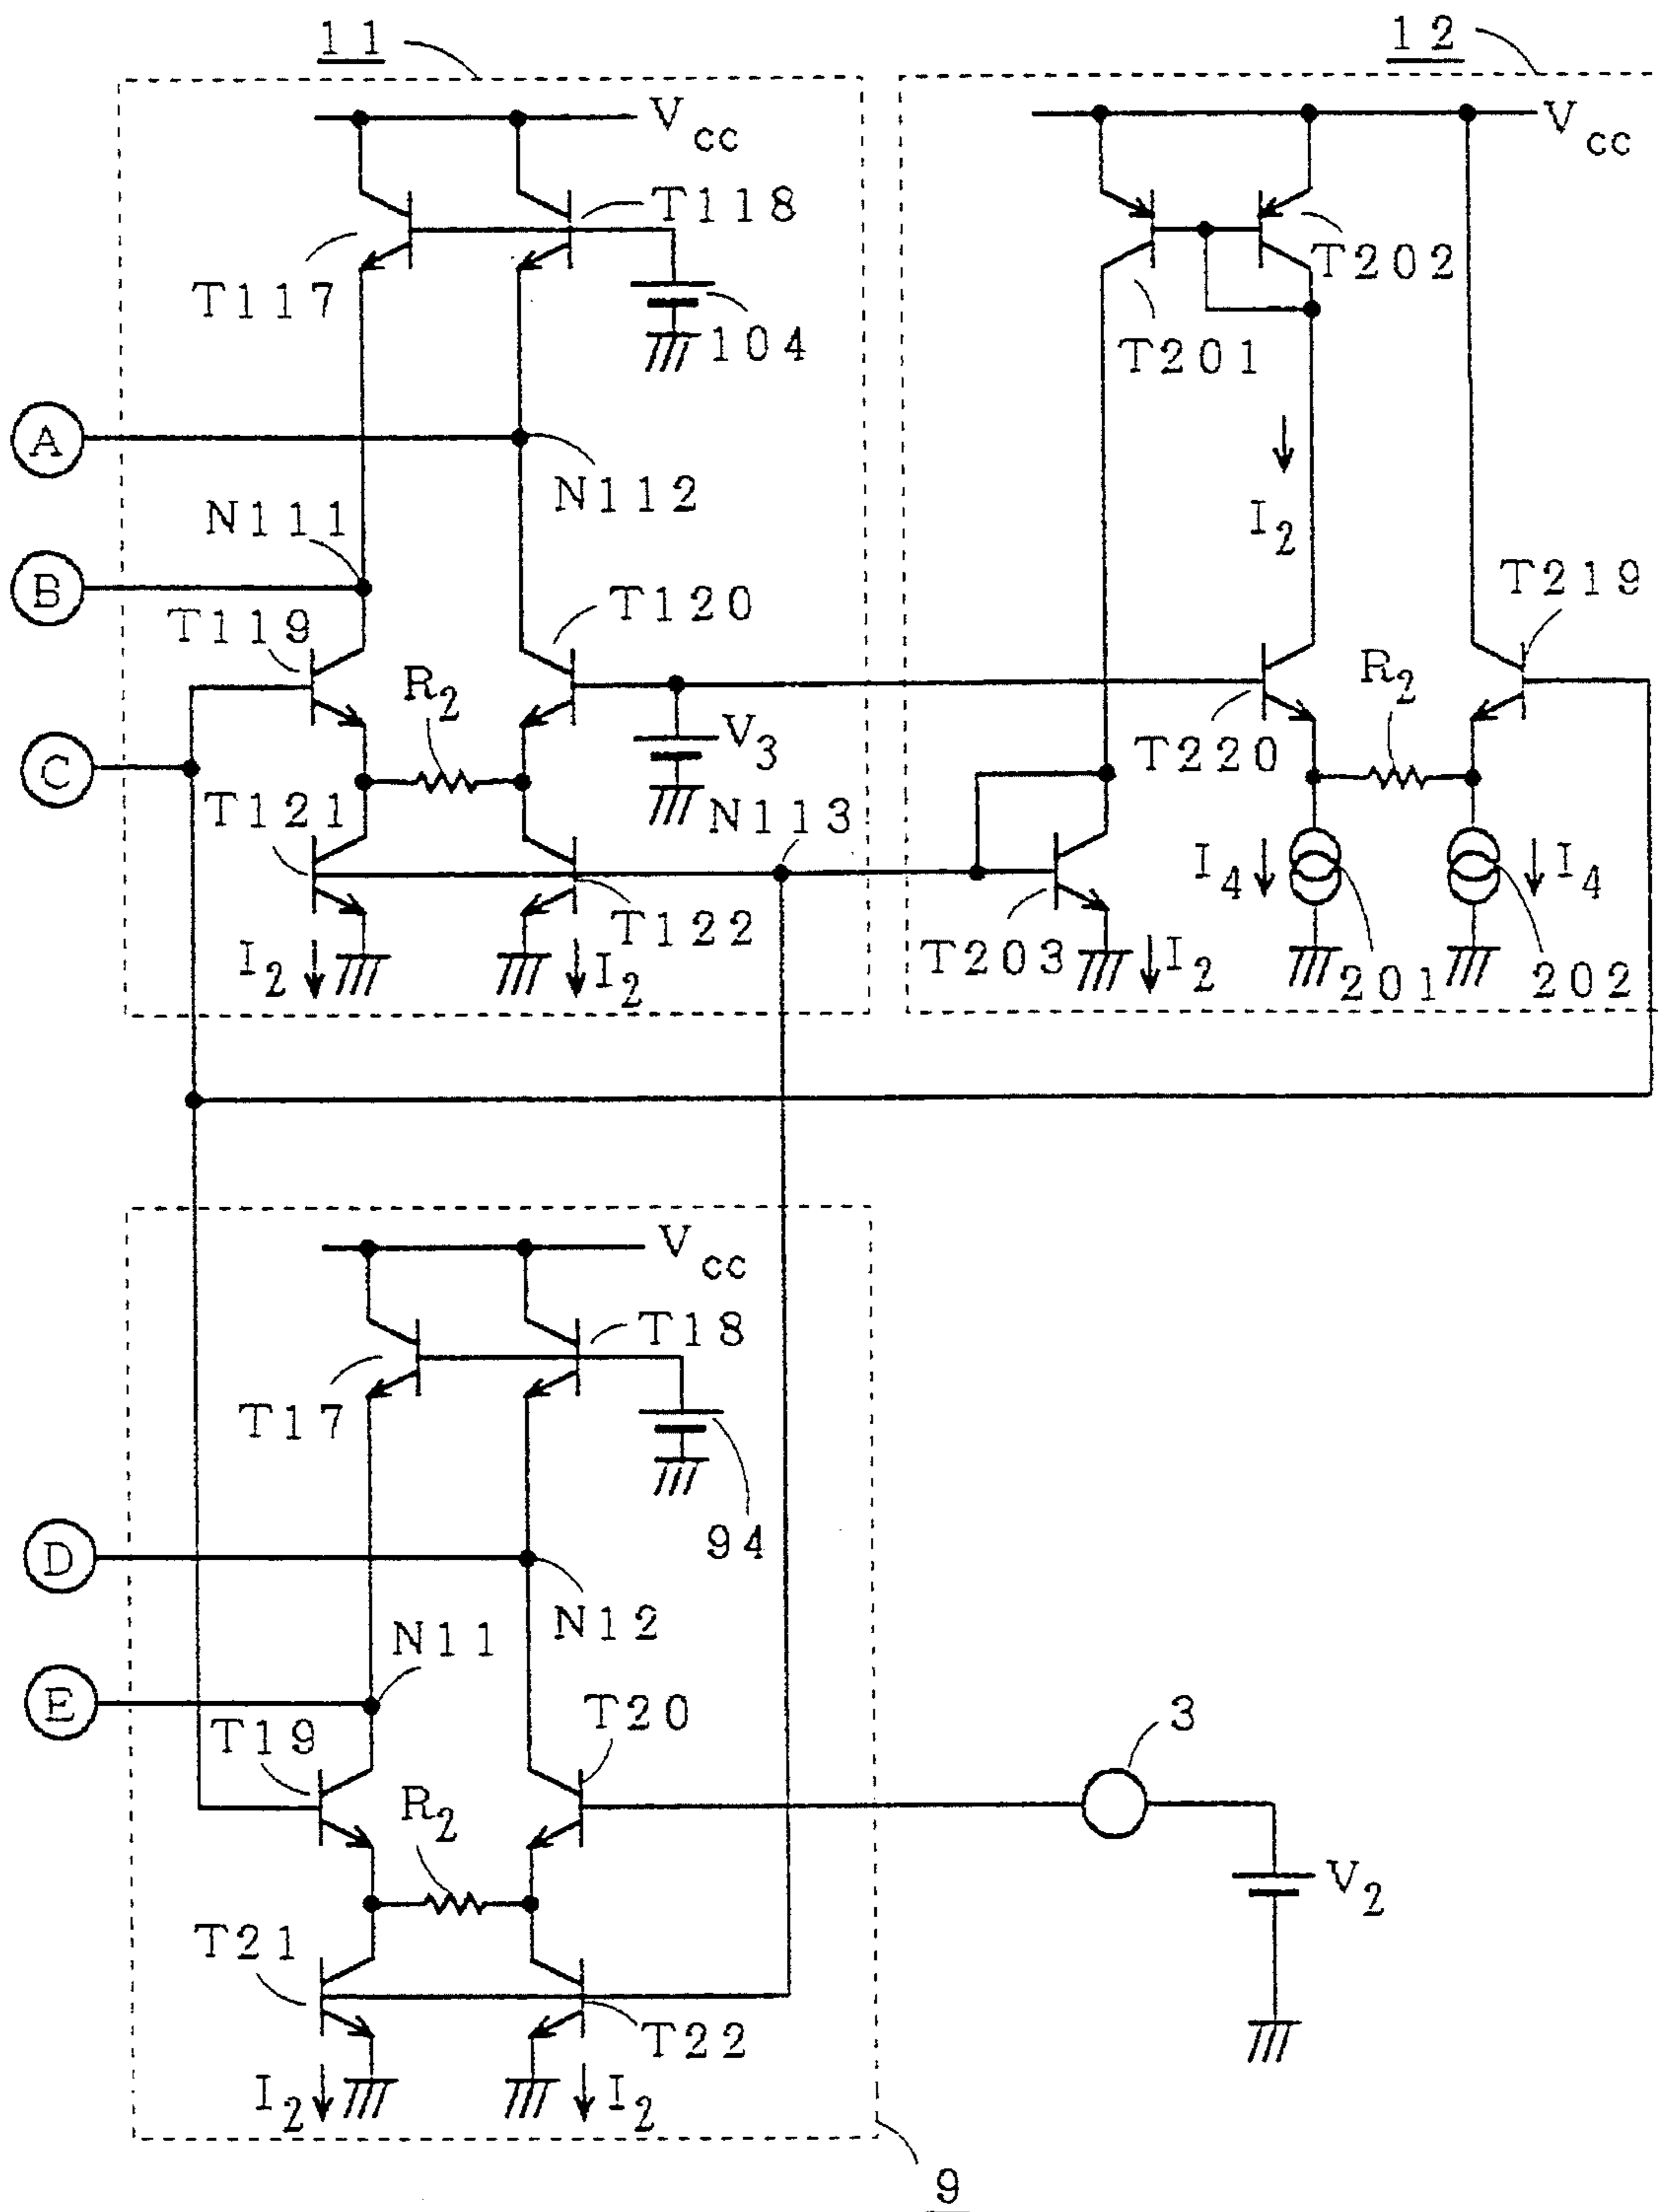 11
12
Vcc
Vcc
T118
T117
T202
104
T201
A
N112
N111
I2
B
T219
T120
T119
R2
R2
V3
T220
C
T121
N113
I4
I4
T122
T203
I2
I2
I2
201
202
Vcc
T18
T17
94
D
N12
N11
E
T20
3
T19
R2
V2
T21
T22
I2
I2
9